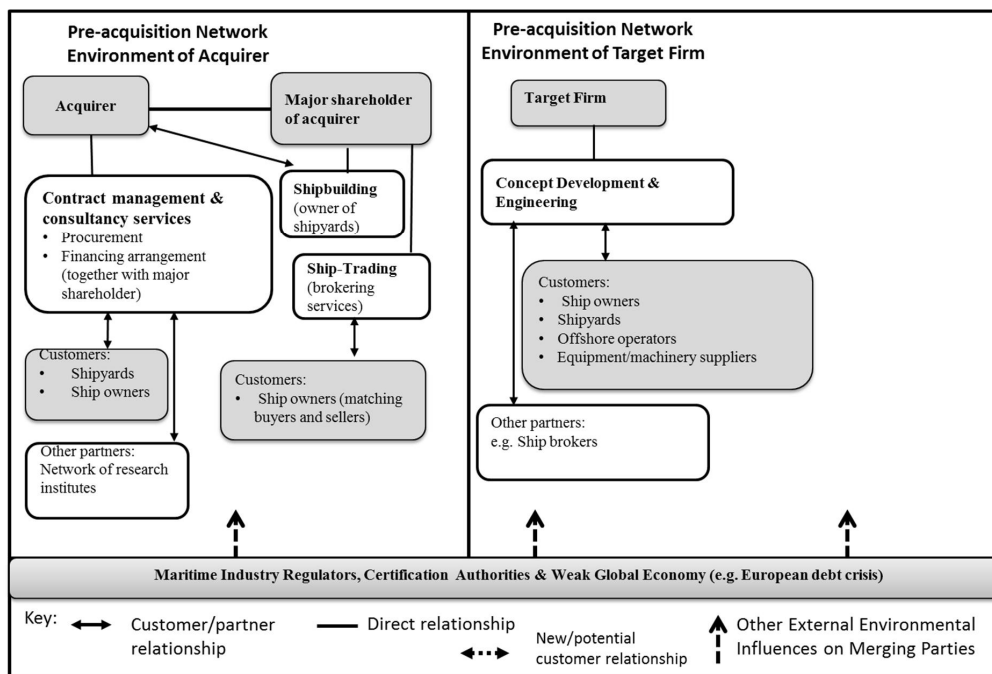 Pre-acquisition Network
Environment of Acquirer
Acquirer
Major shareholder
of acquirer
Contract management &
consultancy services
• Procurement
• Financing arrangement
(together with major
shareholder)
Shipbuilding
(owner of
shipyards)
Ship-Trading
(brokering
services)
Customers:
• Shipyards
• Ship owners
Customers:
• Ship owners (matching
buyers and sellers)
Other partners:
Network of research
institutes
Pre-acquisition Network
Environment of Target Firm
Target Firm
Concept Development &
Engineering
Customers:
• Ship owners
• Shipyards
• Offshore operators
• Equipment/machinery suppliers
Other partners:
e.g. Ship brokers
Maritime Industry Regulators, Certification Authorities & Weak Global Economy (e.g. European debt crisis)
Key:
Customer/partner
relationship
Direct relationship
New/potential
customer relationship
Other External Environmental
Influences on Merging Parties